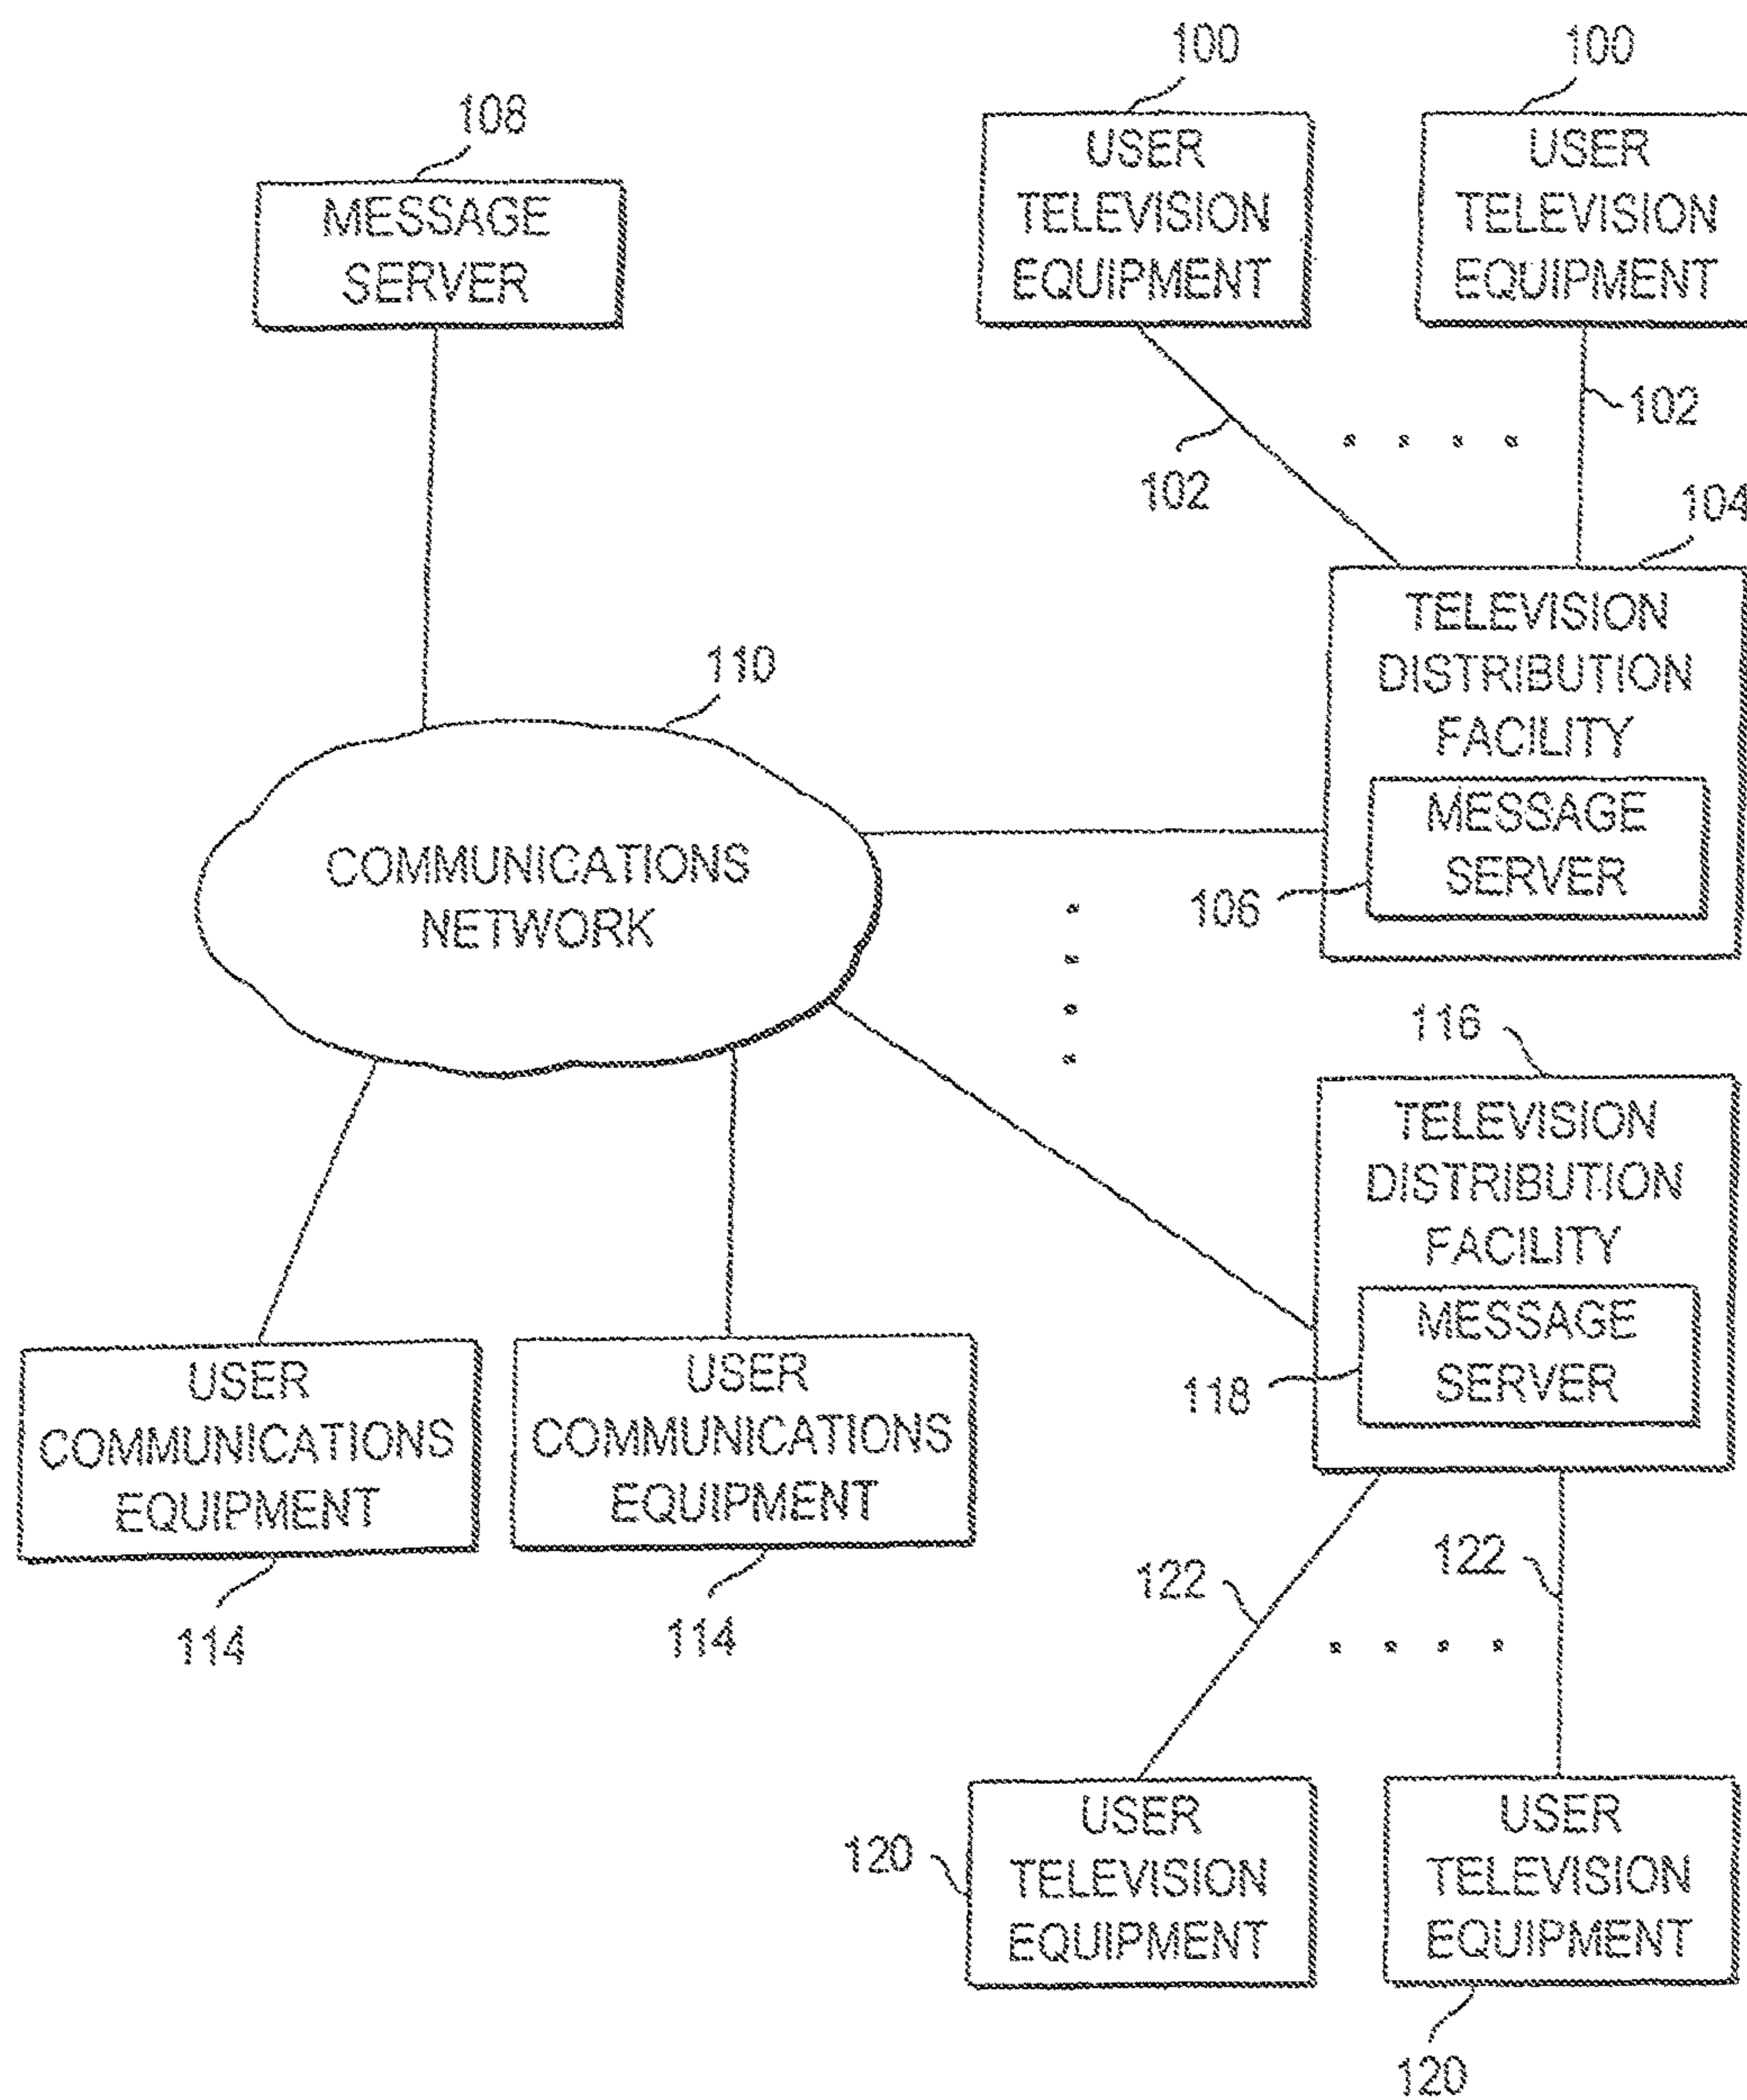 100
100
108
USER
TELEVISION
EQUIPMENT
USER
TELEVISION
EQUIPMENT
MESSAGE
SERVER
102
102
104
TELEVISION
DISTRIBUTION
FACILITY
MESSAGE
SERVER
106
110
COMMUNICATIONS
NETWORK
116
TELEVISION
DISTRIBUTION
FACILITY
MESSAGE
SERVER
118
USER
COMMUNICATIONS
EQUIPMENT
USER
COMMUNICATIONS
EQUIPMENT
114
114
122
122
USER
TELEVISION
EQUIPMENT
USER
TELEVISION
EQUIPMENT
120
120